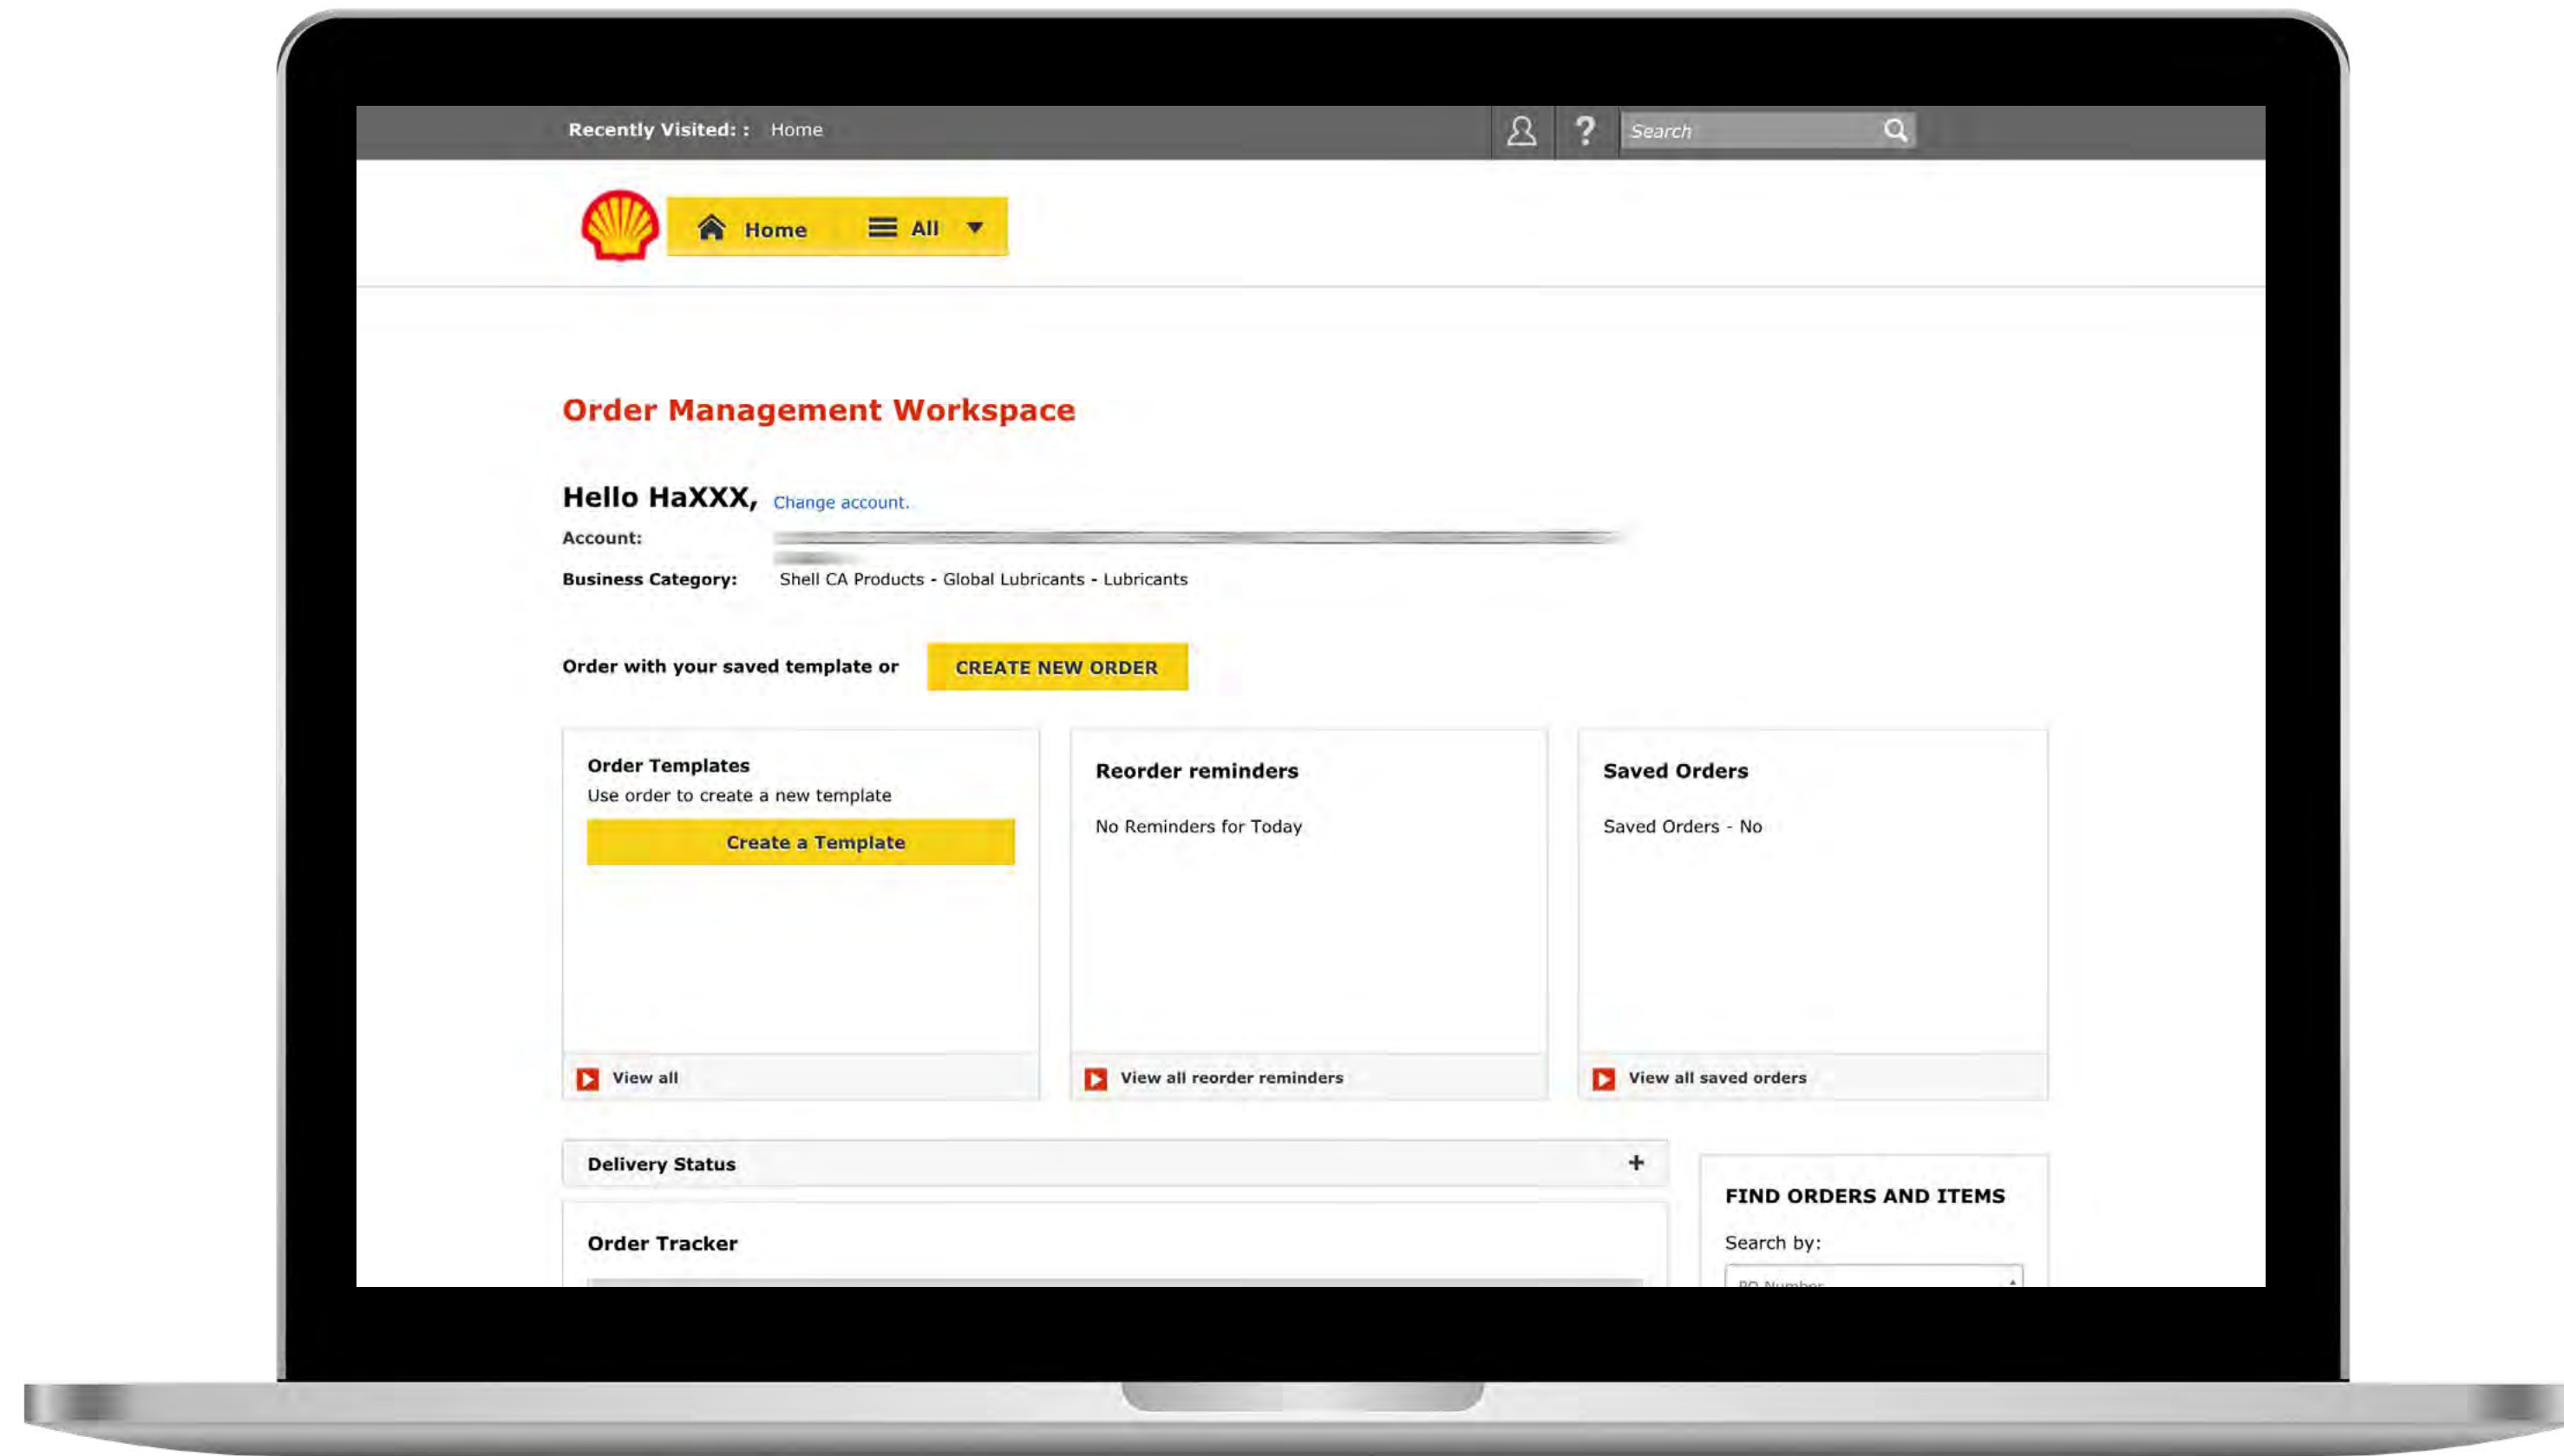 Recently Visited: : Home
Search
Home
All
Order Management Workspace
Hello HaXXX, Change account.
Account:
Business Category: Shell CA Products - Global Lubricants - Lubricants
Order with your saved template or CREATE NEW ORDER
Order Templates
Use order to create a new template
Create a Template
View all
Reorder reminders
No Reminders for Today
View all reorder reminders
Saved Orders
Saved Orders - No
View all saved orders
Delivery Status
Order Tracker
FIND ORDERS AND ITEMS
Search by:
PO Number